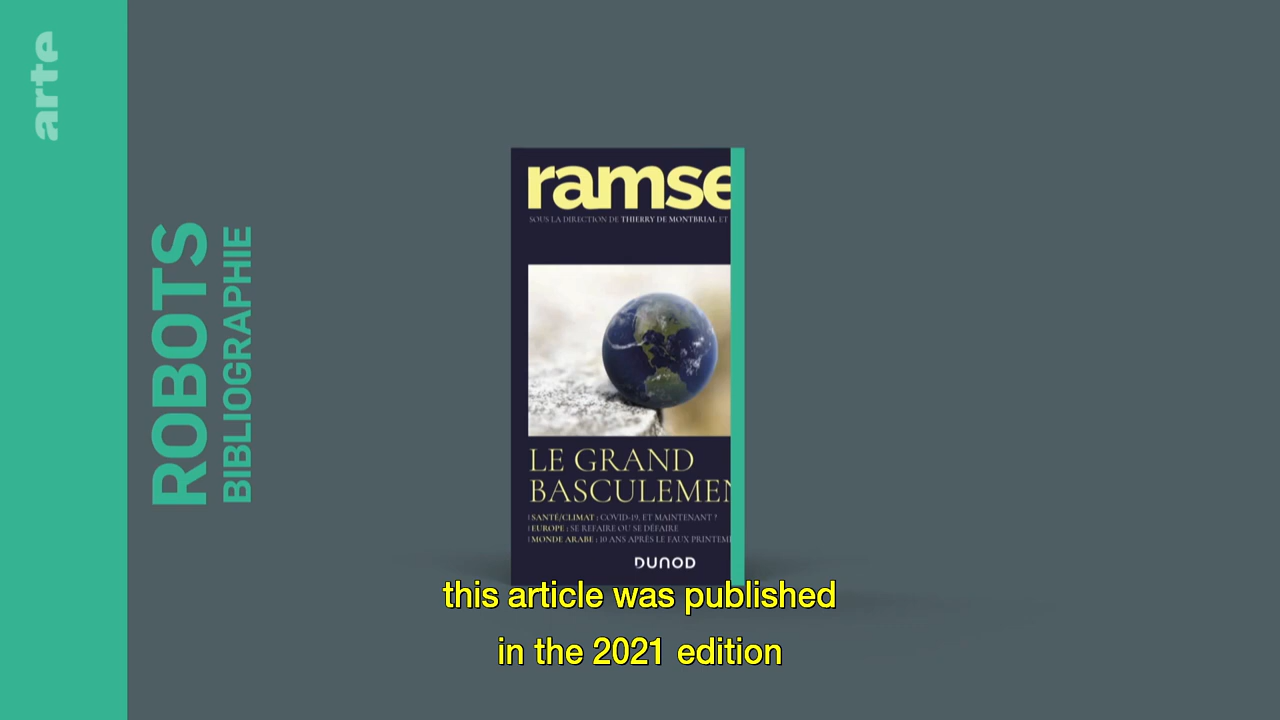 arte
ROBOTS
BIBLIOGRAPHIE
ramse
SOUS LA DIRECTION DE THIERRY DE MONTBRIAL ET
LE GRAND
BASCULEMEN
SANTÉ/CLIMAT : COVID-19, ET MAINTENANT ?
EUROPE : SE REFAIRE OU SE DÉFAIRE
MONDE ARABE : 10 ANS APRÈS LE FAUX PRINTEM
DUNOD
this article was published
in the 2021 edition